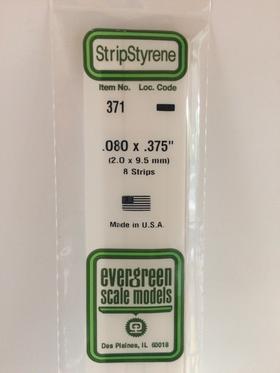 StripStyrene
Item No. Loc. Code
371
.080 x .375"
(2.0 x 9.5 mm)
8 Strips
Made in U.S.A.
evergreen
scale models
Des Plaines, IL 60018